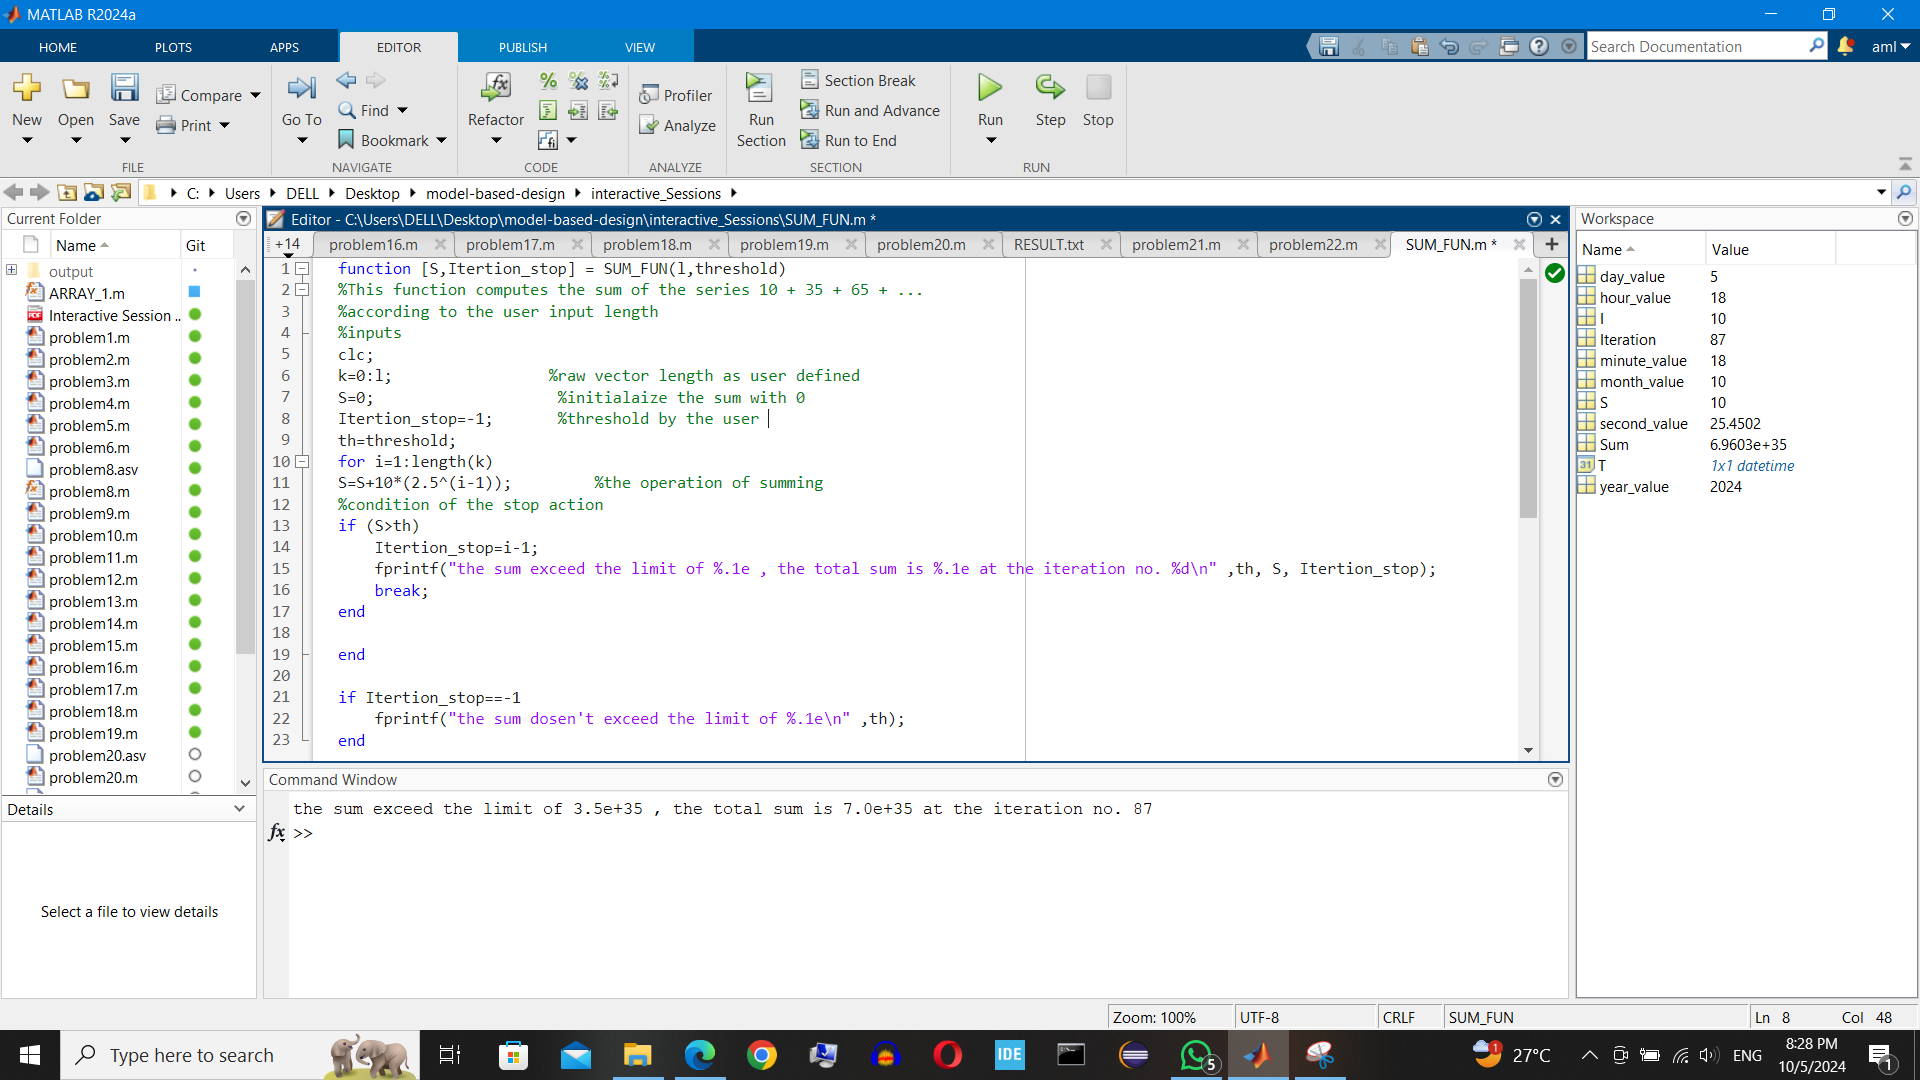 MATLAB R2024a
HOME PLOTS APPS EDITOR PUBLISH VIEW
Search Documentation
aml
New
Open
Save
Compare
Print
FILE
Go To
Find
Bookmark
NAVIGATE
Refactor
CODE
Profiler
Analyze
ANALYZE
Run
Section
Section Break
Run and Advance
Run to End
SECTION
Run
Step
Stop
RUN
C: Users DELL Desktop model-based-design interactive_Sessions
Current Folder
Name Git
output
ARRAY_1.m
Interactive Session ..
problem1.m
problem2.m
problem3.m
problem4.m
problem5.m
problem6.m
problem8.asv
problem8.m
problem9.m
problem10.m
problem11.m
problem12.m
problem13.m
problem14.m
problem15.m
problem16.m
problem17.m
problem18.m
problem19.m
problem20.asv
problem20.m
Details
Select a file to view details
Editor - C:\Users\DELL\Desktop\model-based-design\interactive_Sessions\SUM_FUN.m *
+14 problem16.m problem17.m problem18.m problem19.m problem20.m RESULT.txt problem21.m problem22.m SUM_FUN.m *
1 function [S,Itertion_stop] = SUM_FUN(l,threshold)
2 %This function computes the sum of the series 10 + 35 + 65 + ...
3 %according to the user input length
4 %inputs
5 clc;
6 k=0:l; %raw vector length as user defined
7 S=0; %initialaize the sum with 0
8 Itertion_stop=-1; %threshold by the user
9 th=threshold;
10 for i=1:length(k)
11 S=S+10*(2.5^(i-1)); %the operation of summing
12 %condition of the stop action
13 if (S>th)
14 Itertion_stop=i-1;
15 fprintf("the sum exceed the limit of %.1e , the total sum is %.1e at the iteration no. %d\n" ,th, S, Itertion_stop);
16 break;
17 end
18
19 end
20
21 if Itertion_stop==-1
22 fprintf("the sum dosen't exceed the limit of %.1e\n" ,th);
23 end
Command Window
the sum exceed the limit of 3.5e+35 , the total sum is 7.0e+35 at the iteration no. 87
fx >>
Workspace
Name Value
day_value 5
hour_value 18
I 10
Iteration 87
minute_value 18
month_value 10
S 10
second_value 25.4502
Sum 6.9603e+35
31 T 1x1 datetime
year_value 2024
Zoom: 100% UTF-8 CRLF SUM_FUN Ln 8 Col 48
Type here to search
IDE
5
1
27°C
ENG
8:28 PM
10/5/2024
1